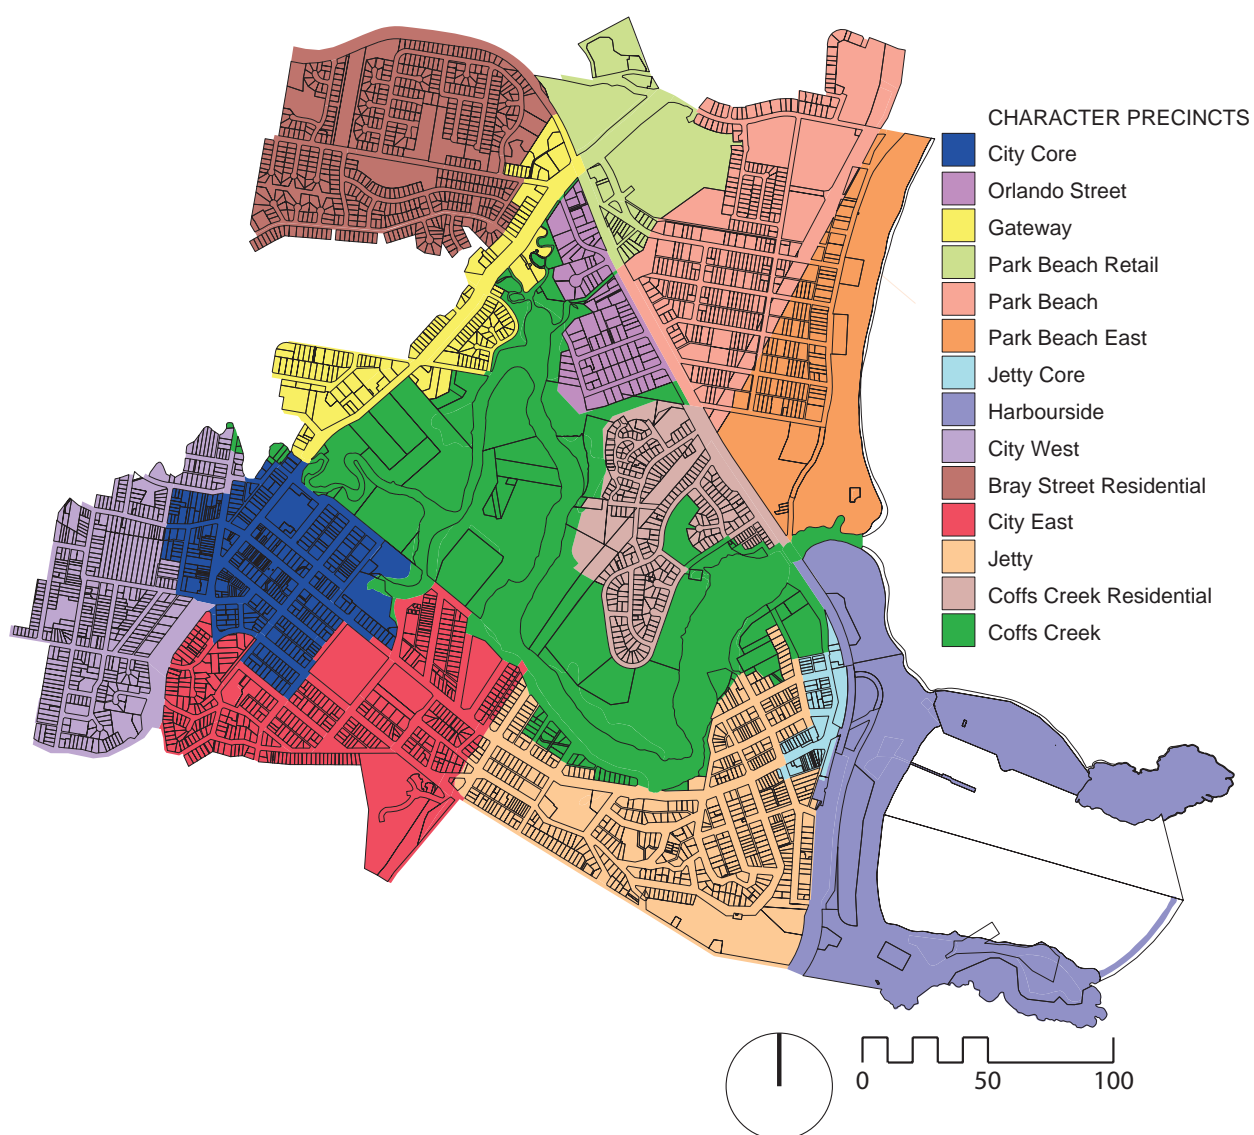 CHARACTER PRECINCTS
City Core
Orlando Street
Gateway
Park Beach Retail
Park Beach
Park Beach East
Jetty Core
Harbourside
City West
Bray Street Residential
City East
Jetty
Coffs Creek Residential
Coffs Creek
0 50 100